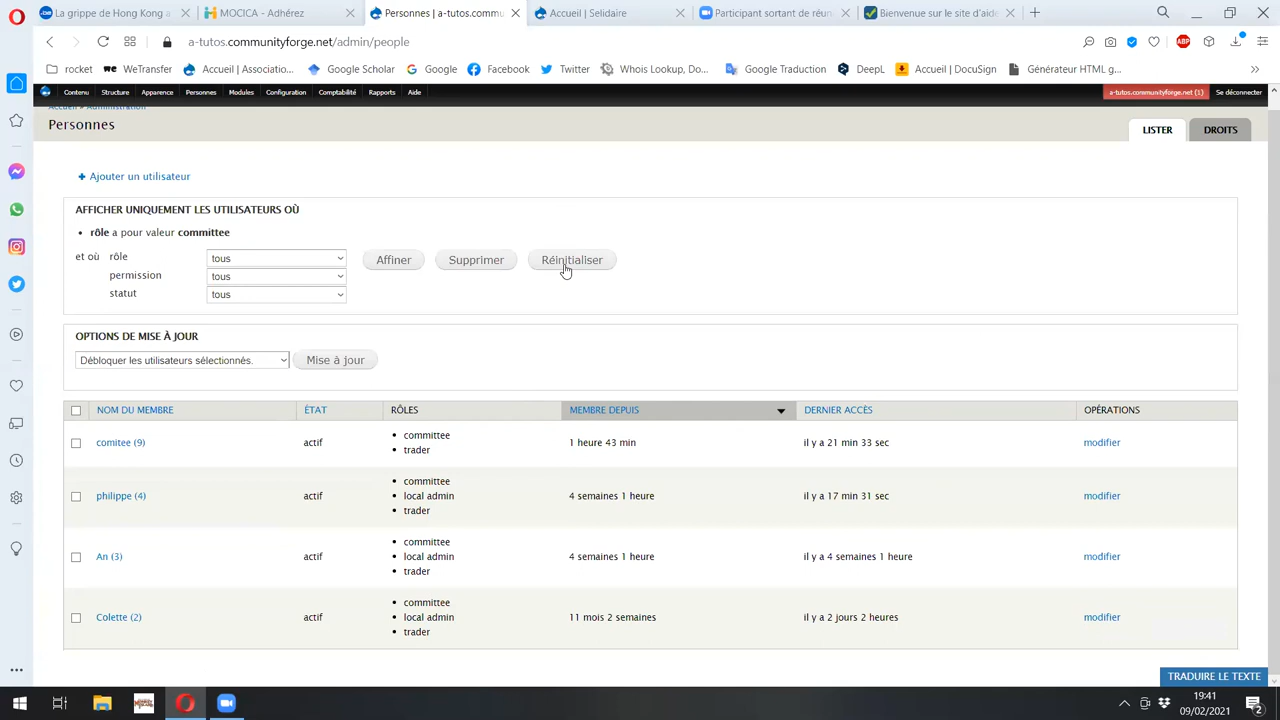 La grippe de Hong Kong a
MOCICA - Adhérez
Personnes | a-tutos.commu
Accueil | Selidaire
Participant sortant de réun
Bienvenue sur le site d'aide
a-tutos.communityforge.net/admin/people
rocket
WeTransfer
Accueil | Associatio...
Google Scholar
Google
Facebook
Twitter
Whois Lookup, Do...
Google Traduction
DeepL
Accueil | DocuSign
Générateur HTML g...
Contenu
Structure
Apparence
Personnes
Modules
Configuration
Comptabilité
Rapports
Aide
a-tutos.communityforge.net (1)
Se déconnecter
Accueil » Administration
Personnes
LISTER
DROITS
+ Ajouter un utilisateur
AFFICHER UNIQUEMENT LES UTILISATEURS OÙ
• rôle a pour valeur committee
et où rôle
tous
Affiner
Supprimer
Réinitialiser
permission
tous
statut
tous
OPTIONS DE MISE À JOUR
Débloquer les utilisateurs sélectionnés.
Mise à jour
NOM DU MEMBRE
ÉTAT
RÔLES
MEMBRE DEPUIS
DERNIER ACCÈS
OPÉRATIONS
comitee (9)
actif
• committee
• trader
1 heure 43 min
il y a 21 min 33 sec
modifier
philippe (4)
actif
• committee
• local admin
• trader
4 semaines 1 heure
il y a 17 min 31 sec
modifier
An (3)
actif
• committee
• local admin
• trader
4 semaines 1 heure
il y a 4 semaines 1 heure
modifier
Colette (2)
actif
• committee
• local admin
• trader
11 mois 2 semaines
il y a 2 jours 2 heures
modifier
TRADUIRE LE TEXTE
19:41
09/02/2021
2